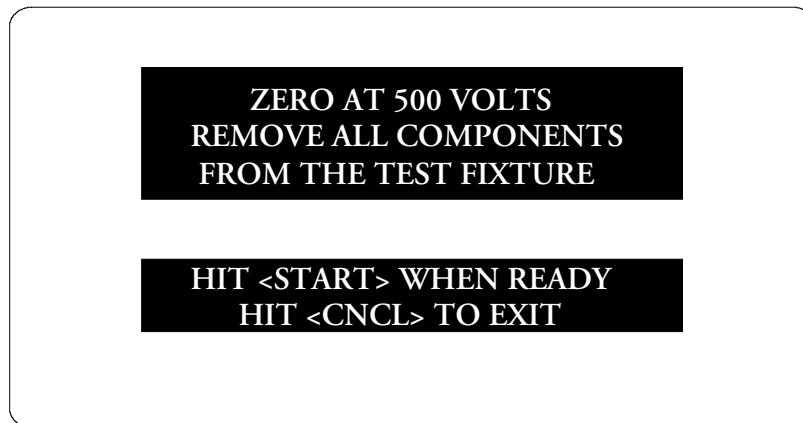 ZERO AT 500 VOLTS
REMOVE ALL COMPONENTS
FROM THE TEST FIXTURE
HIT <START> WHEN READY
HIT <CNCL> TO EXIT